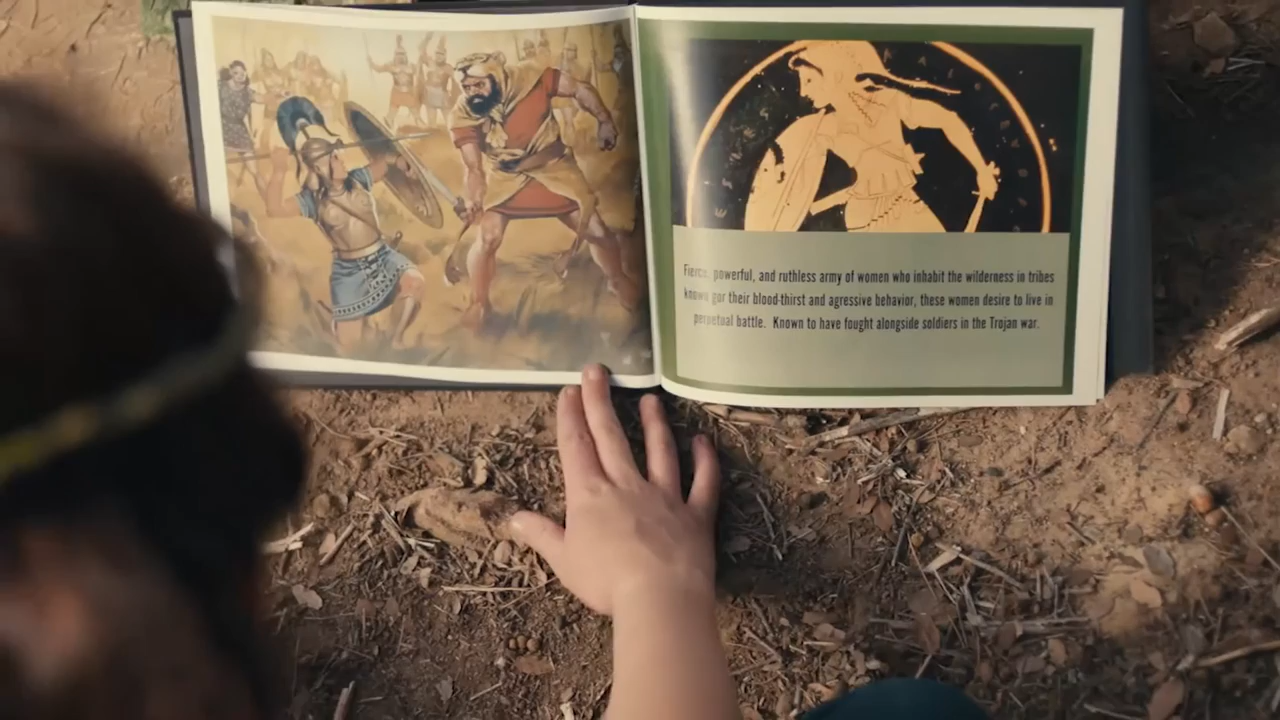 Fierce, powerful, and ruthless army of women who inhabit the wilderness in tribes
known gor their blood-thirst and agressive behavior, these women desire to live in
perpetual battle. Known to have fought alongside soldiers in the Trojan war.